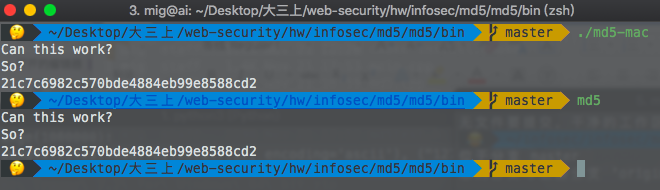 3. mig@ai: ~/Desktop/大三上/web-security/hw/infosec/md5/md5/bin (zsh)
🤔 ~/Desktop/大三上/web-security/hw/infosec/md5/md5/bin master ./md5-mac
Can this work?
So?
21c7c6982c570bde4884eb99e8588cd2
🤔 ~/Desktop/大三上/web-security/hw/infosec/md5/md5/bin master md5
Can this work?
So?
21c7c6982c570bde4884eb99e8588cd2
🤔 ~/Desktop/大三上/web-security/hw/infosec/md5/md5/bin master